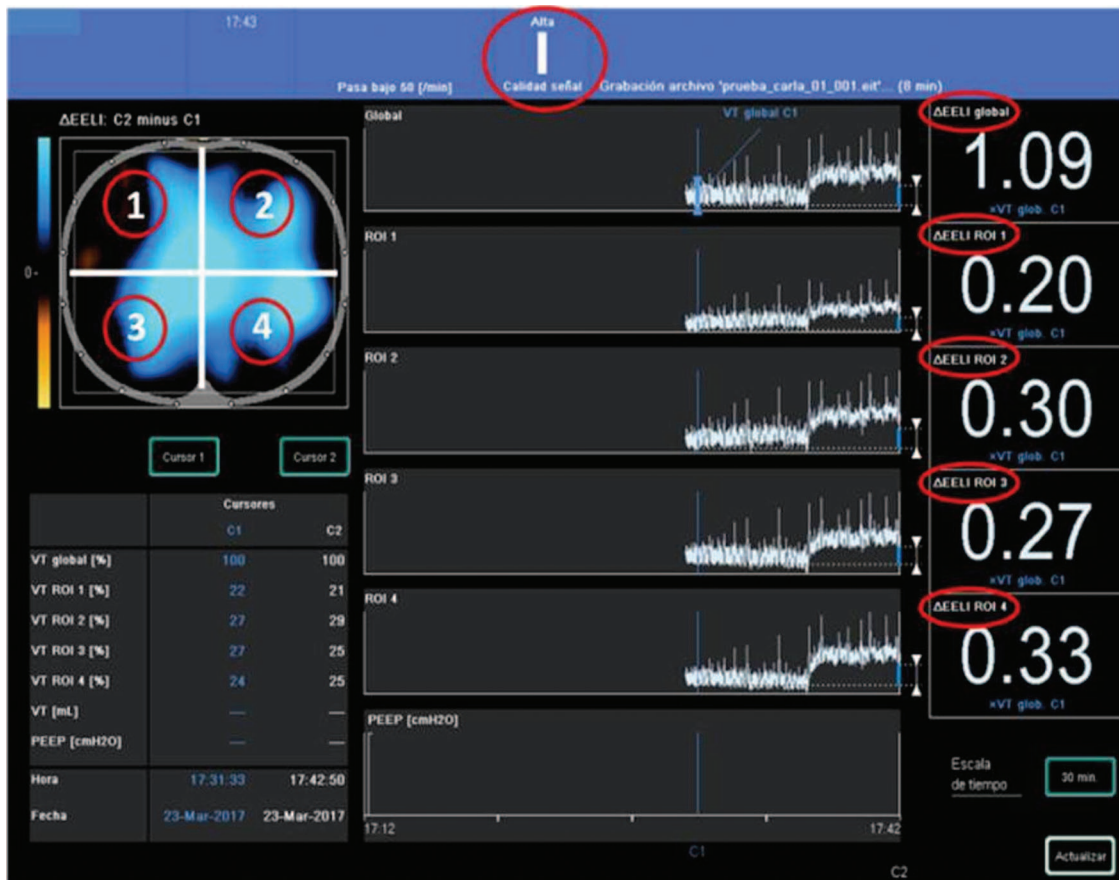 17:43
Alta
Calidad señal
Pasa bajo 50 [/min]
Grabación archivo 'prueba_carla_01_001.eit'... (8 min)
ΔEELI: C2 minus C1
0-
1
2
3
4
Cursor 1
Cursor 2
Cursores
C1 C2
VT global [%] 100 100
VT ROI 1 [%] 22 21
VT ROI 2 [%] 27 29
VT ROI 3 [%] 27 25
VT ROI 4 [%] 24 25
VT [mL] — —
PEEP [cmH2O] — —
Hora 17:31:33 17:42:50
Fecha 23-Mar-2017 23-Mar-2017
Global
VT global C1
ROI 1
ROI 2
ROI 3
ROI 4
PEEP [cmH2O]
17:12 17:42
C1
C2
ΔEELI global
1.09
×VT glob. C1
ΔEELI ROI 1
0.20
×VT glob. C1
ΔEELI ROI 2
0.30
×VT glob. C1
ΔEELI ROI 3
0.27
×VT glob. C1
ΔEELI ROI 4
0.33
×VT glob. C1
Escala
de tiempo
30 min.
Actualizar